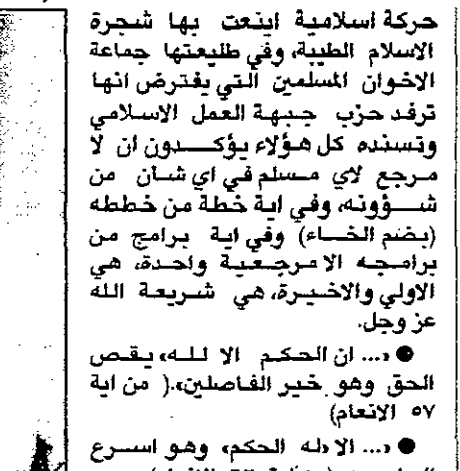 حركة اسلامية اينعت بها شجرة
الاسلام الطيبة، وفي طليعتها جماعة
الاخوان المسلمين التي يفترض انها
ترفد حزب جبهة العمل الاسلامي
وتسنده كل هؤلاء يؤكدون ان لا
مرجع لاي مسلم في اي شأن من
شؤونه، وفي اية خطة من خططه
(بضم الخاء) وفي اية برامج من
برامجه الا مرجعية واحدة، هي
الاولي والاخيرة، هي شريعة الله
عز وجل.
● «... ان الحكم الا لله، يقص
الحق وهو خير الفاصلين».( من اية
٥٧ الانعام)
● «... الا «له الحكم» وهو اسرع